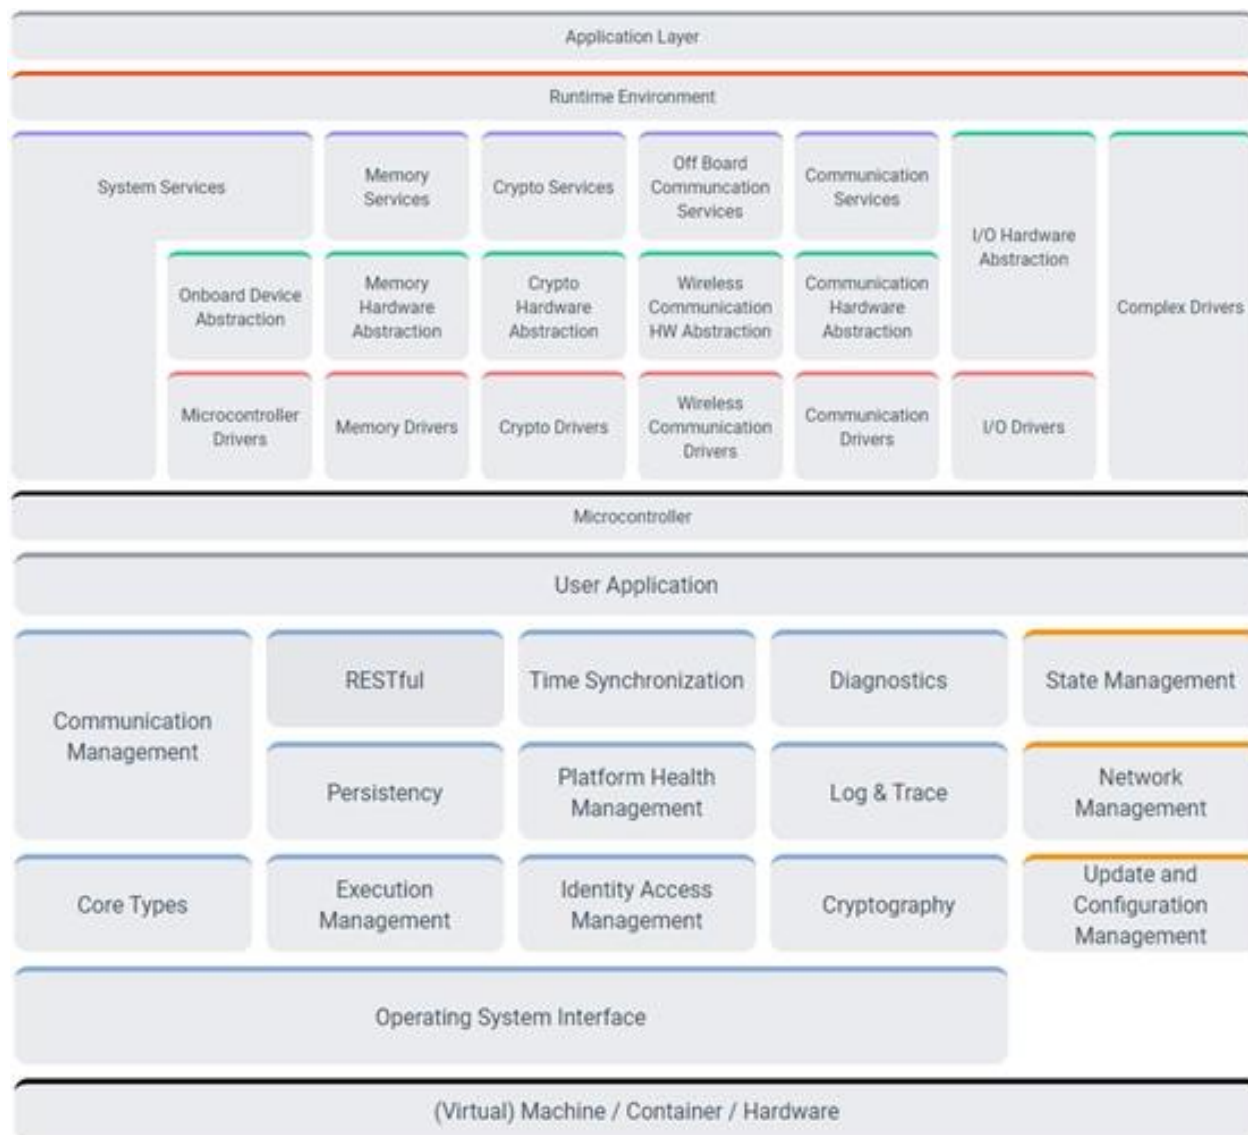 Application Layer
Runtime Environment
System Services
Memory
Services
Crypto Services
Off Board
Communcation
Services
Communication
Services
I/O Hardware
Abstraction
Complex Drivers
Onboard Device
Abstraction
Memory
Hardware
Abstraction
Crypto
Hardware
Abstraction
Wireless
Communication
HW Abstraction
Communication
Hardware
Abstraction
Microcontroller
Drivers
Memory Drivers
Crypto Drivers
Wireless
Communication
Drivers
Communication
Drivers
I/O Drivers
Microcontroller
User Application
Communication
Management
RESTful
Time Synchronization
Diagnostics
State Management
Persistency
Platform Health
Management
Log & Trace
Network
Management
Core Types
Execution
Management
Identity Access
Management
Cryptography
Update and
Configuration
Management
Operating System Interface
(Virtual) Machine / Container / Hardware